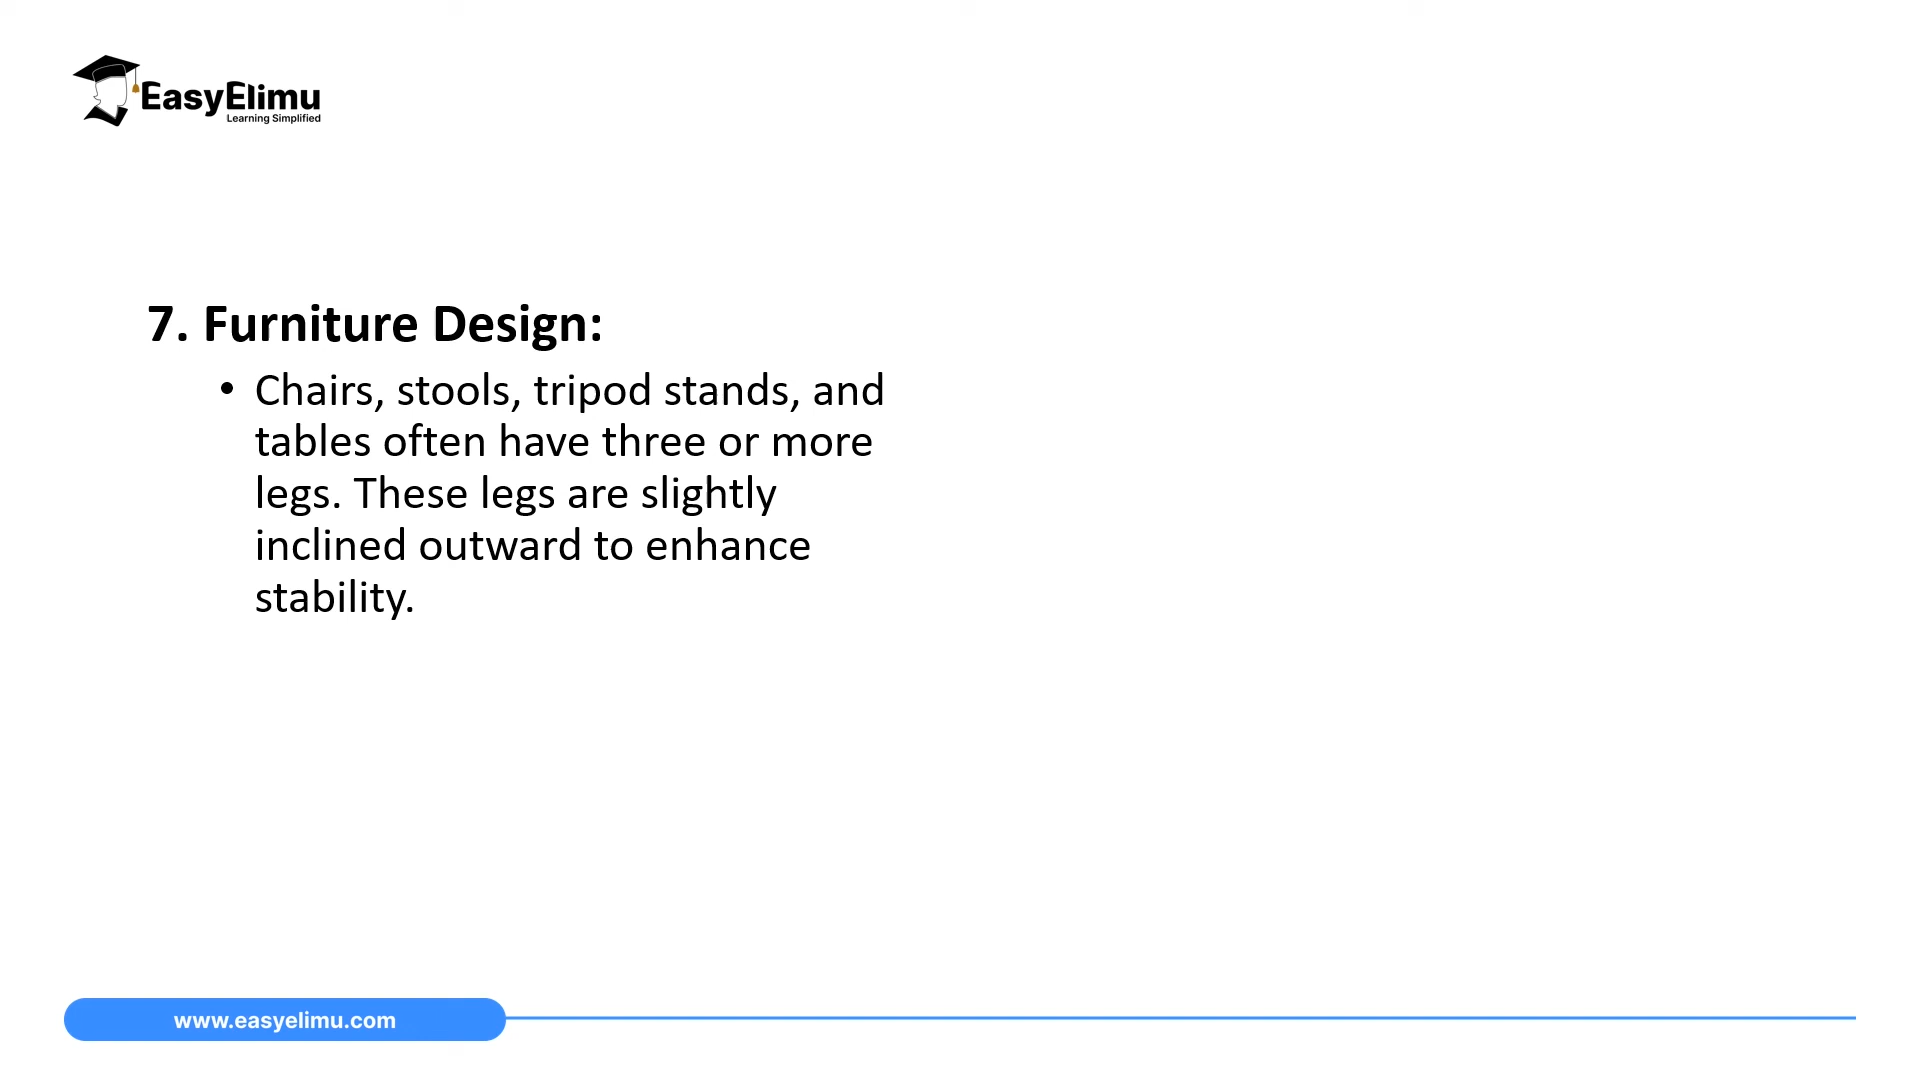 EasyElimu
Learning Simplified
7. Furniture Design:
• Chairs, stools, tripod stands, and
tables often have three or more
legs. These legs are slightly
inclined outward to enhance
stability.
www.easyelimu.com